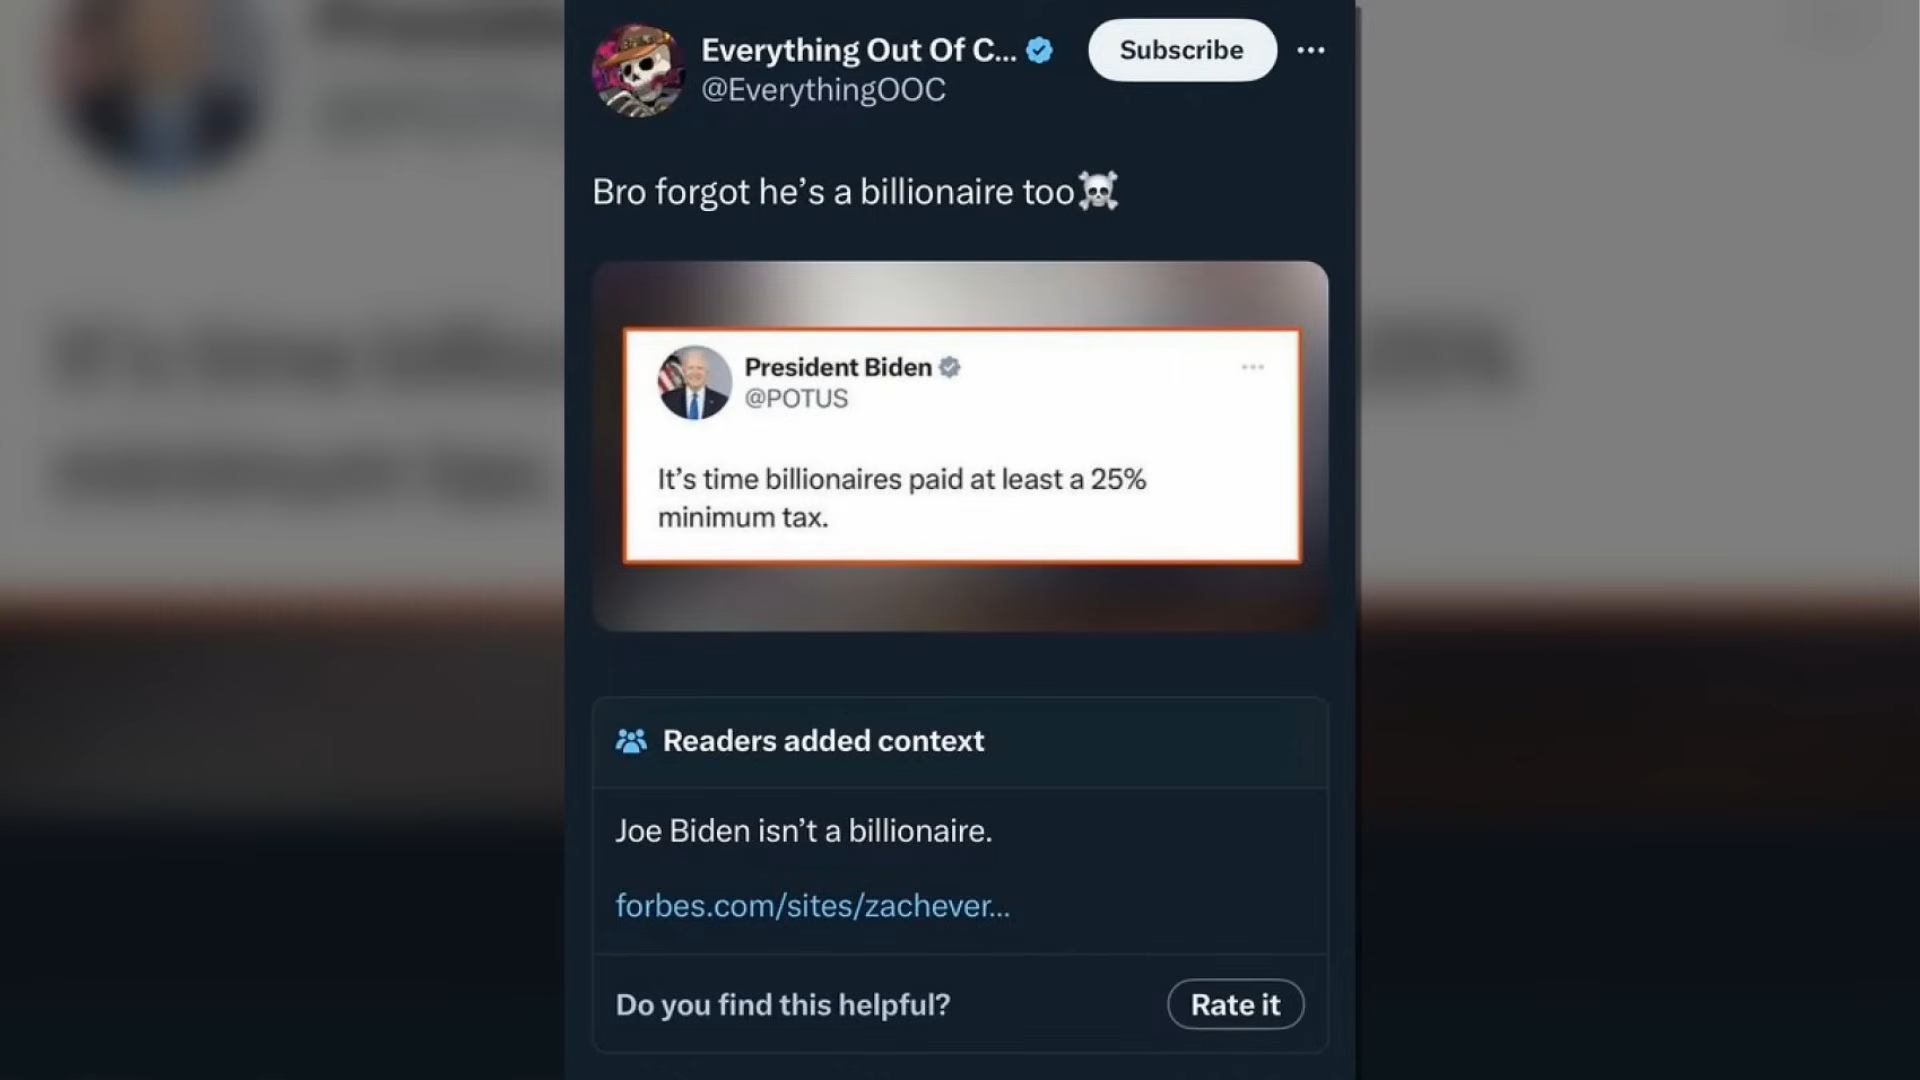 Everything Out Of C...
Subscribe
@EverythingOOC
Bro forgot he’s a billionaire too☠️
President Biden
@POTUS
It’s time billionaires paid at least a 25%
minimum tax.
Readers added context
Joe Biden isn’t a billionaire.
forbes.com/sites/zachever...
Do you find this helpful?
Rate it